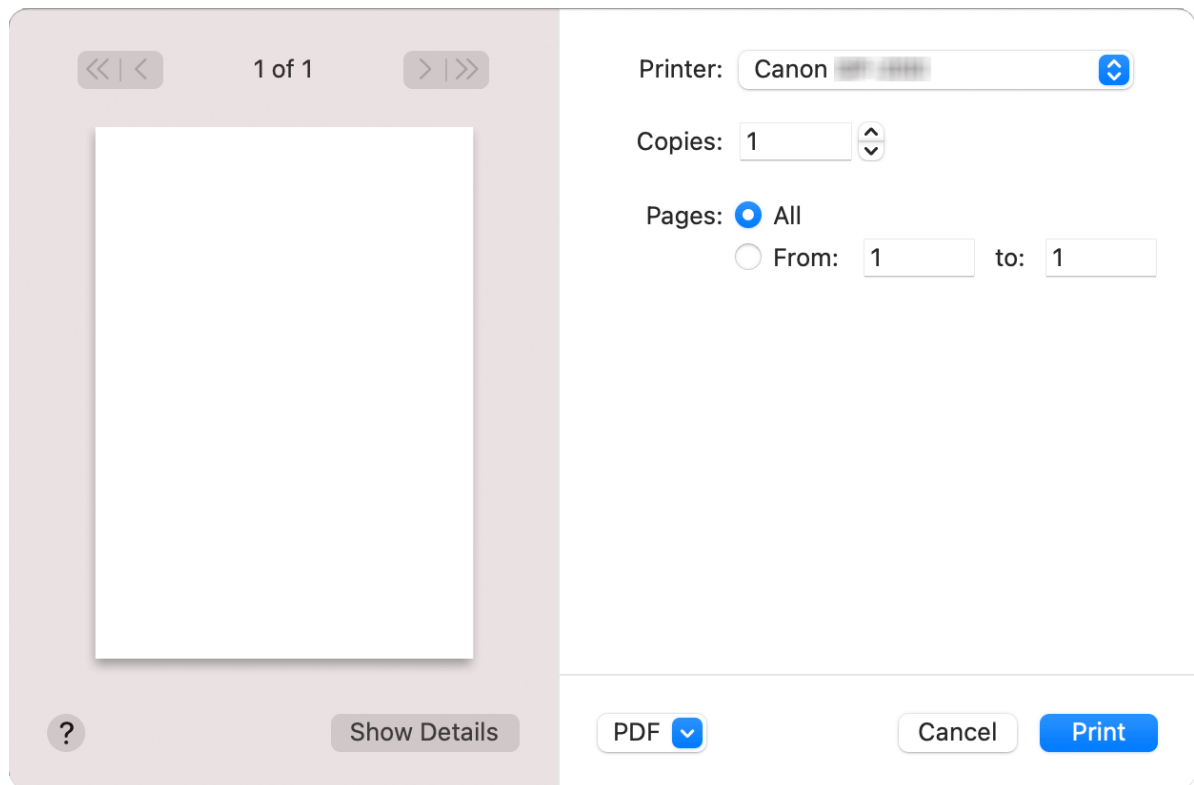 1 of 1
Printer: Canon
Copies: 1
Pages: All
From: 1 to: 1
? Show Details PDF Cancel Print